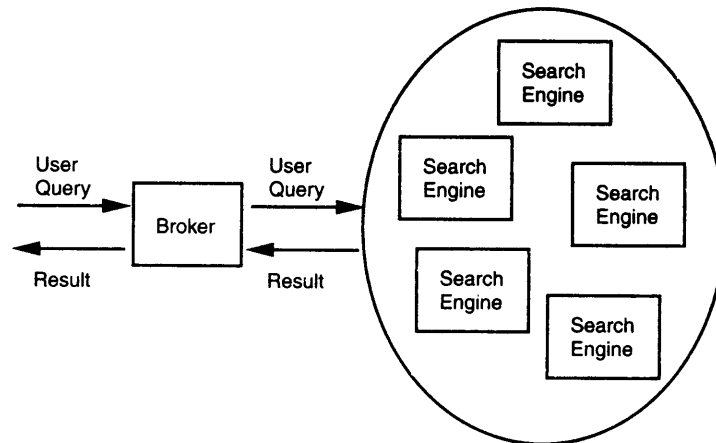 User
Query
Result
Broker
User
Query
Result
Search
Engine
Search
Engine
Search
Engine
Search
Engine
Search
Engine